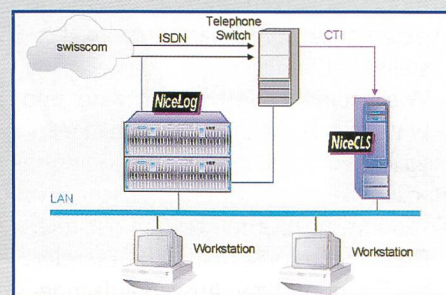 Telephone
Switch
swisscom
ISDN
CTI
NiceLog
NiceCLS
LAN
Workstation
Workstation